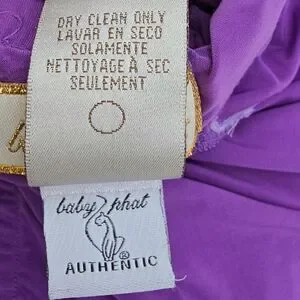 DRY CLEAN ONLY
LAVAR EN SECO
SOLAMENTE
NETTOYAGE À SEC
SEULEMENT
baby phat
AUTHENTIC